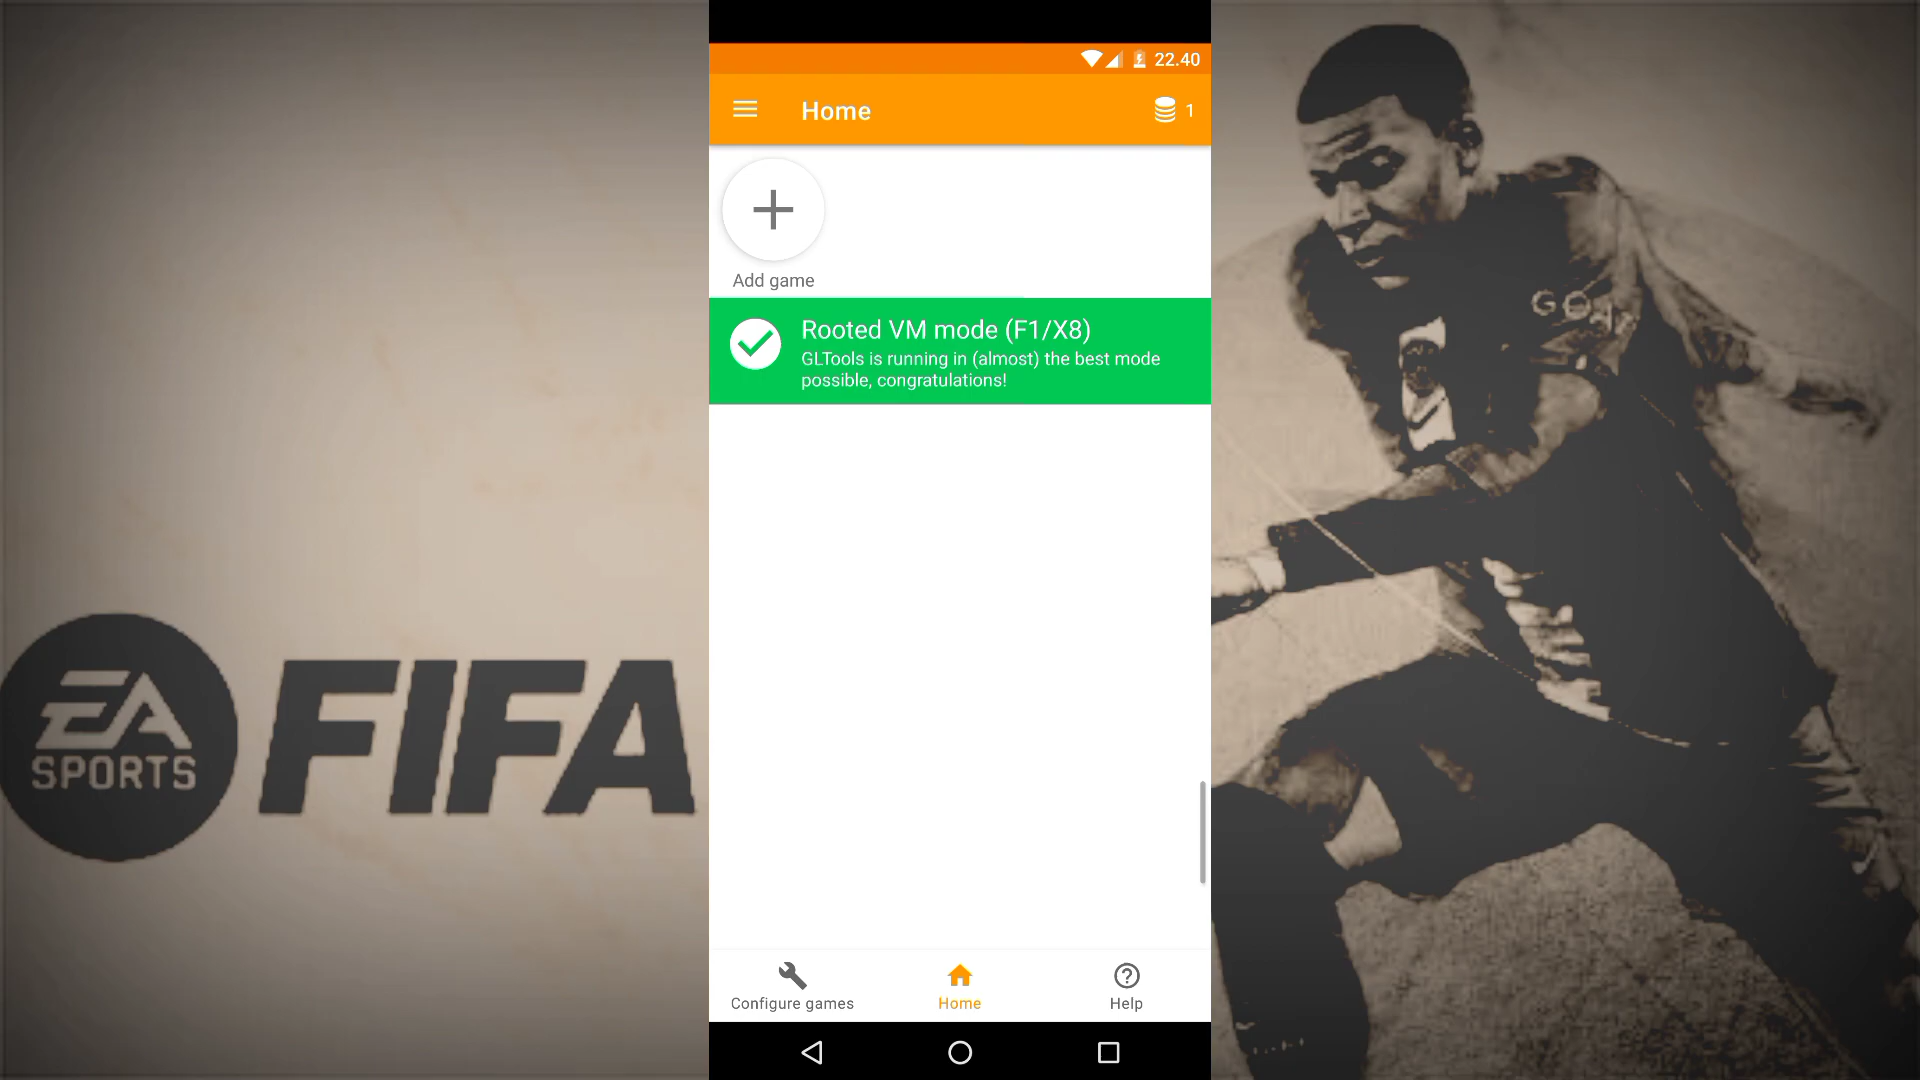 22.40
Home
1
Add game
Rooted VM mode (F1/X8)
GLTools is running in (almost) the best mode
possible, congratulations!
Configure games
Home
Help
EA
SPORTS
FIFA